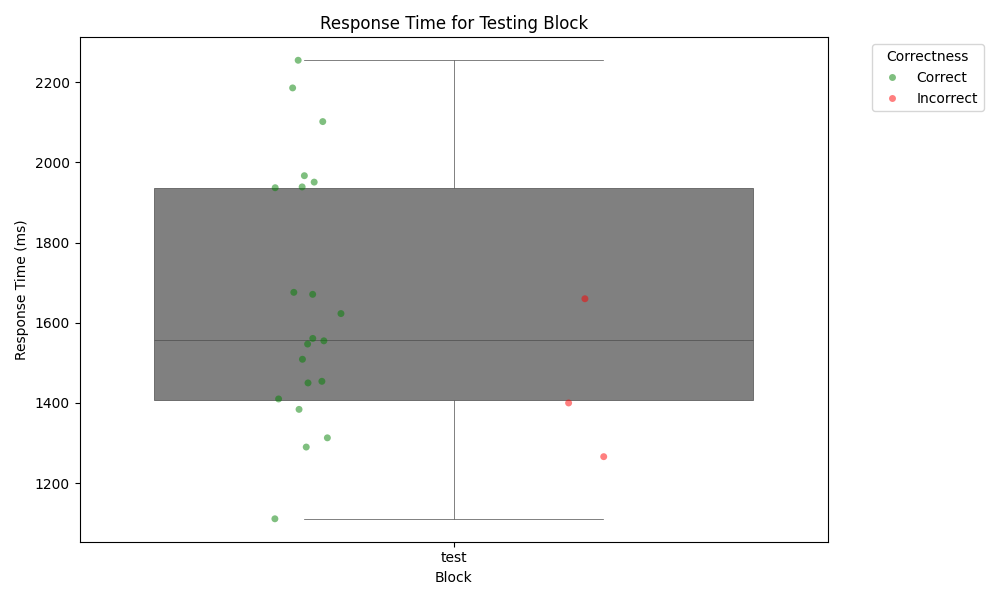 Response Time for Testing Block
Correctness
Correct
Incorrect
2200
2000
1800
1600
1400
1200
Response Time (ms)
test
Block